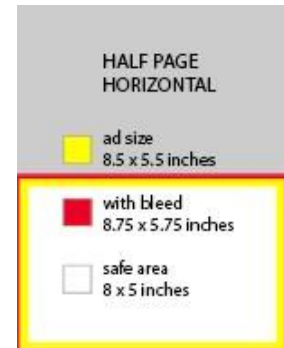 HALF PAGE
HORIZONTAL
ad size
8.5 x 5.5 inches
with bleed
8.75 x 5.75 inches
safe area
8 x 5 inches